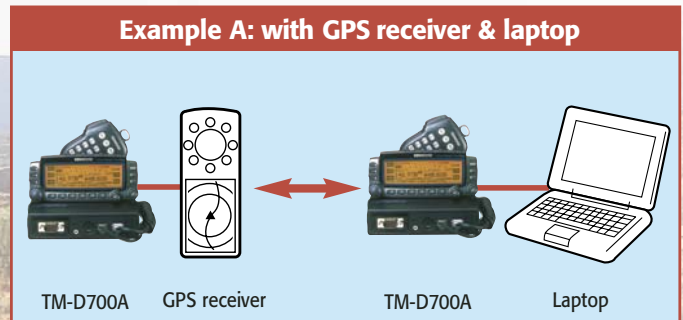 Example A: with GPS receiver & laptop
TM-D700A GPS receiver TM-D700A Laptop